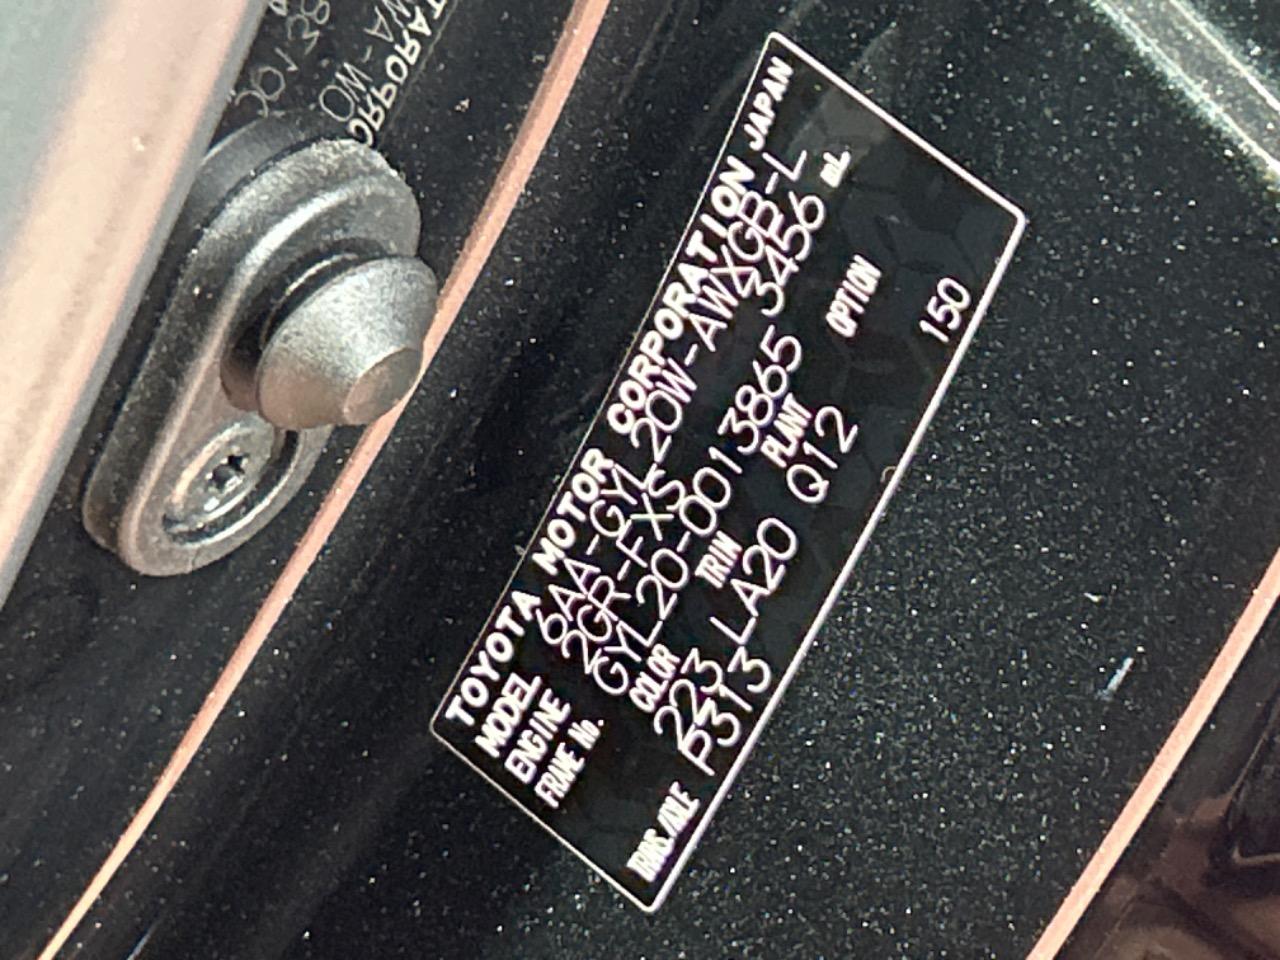 TOYOTA MOTOR CORPORATION JAPAN
MODEL 6AA-GYL20W-AWXGB-L
ENGINE 2GR-FXS 3456 mL
FRAME No. GYL20-0013865
COLOR TRIN PLANT OPTION
223 LA20 Q12
TRANS./AXLE P313 150